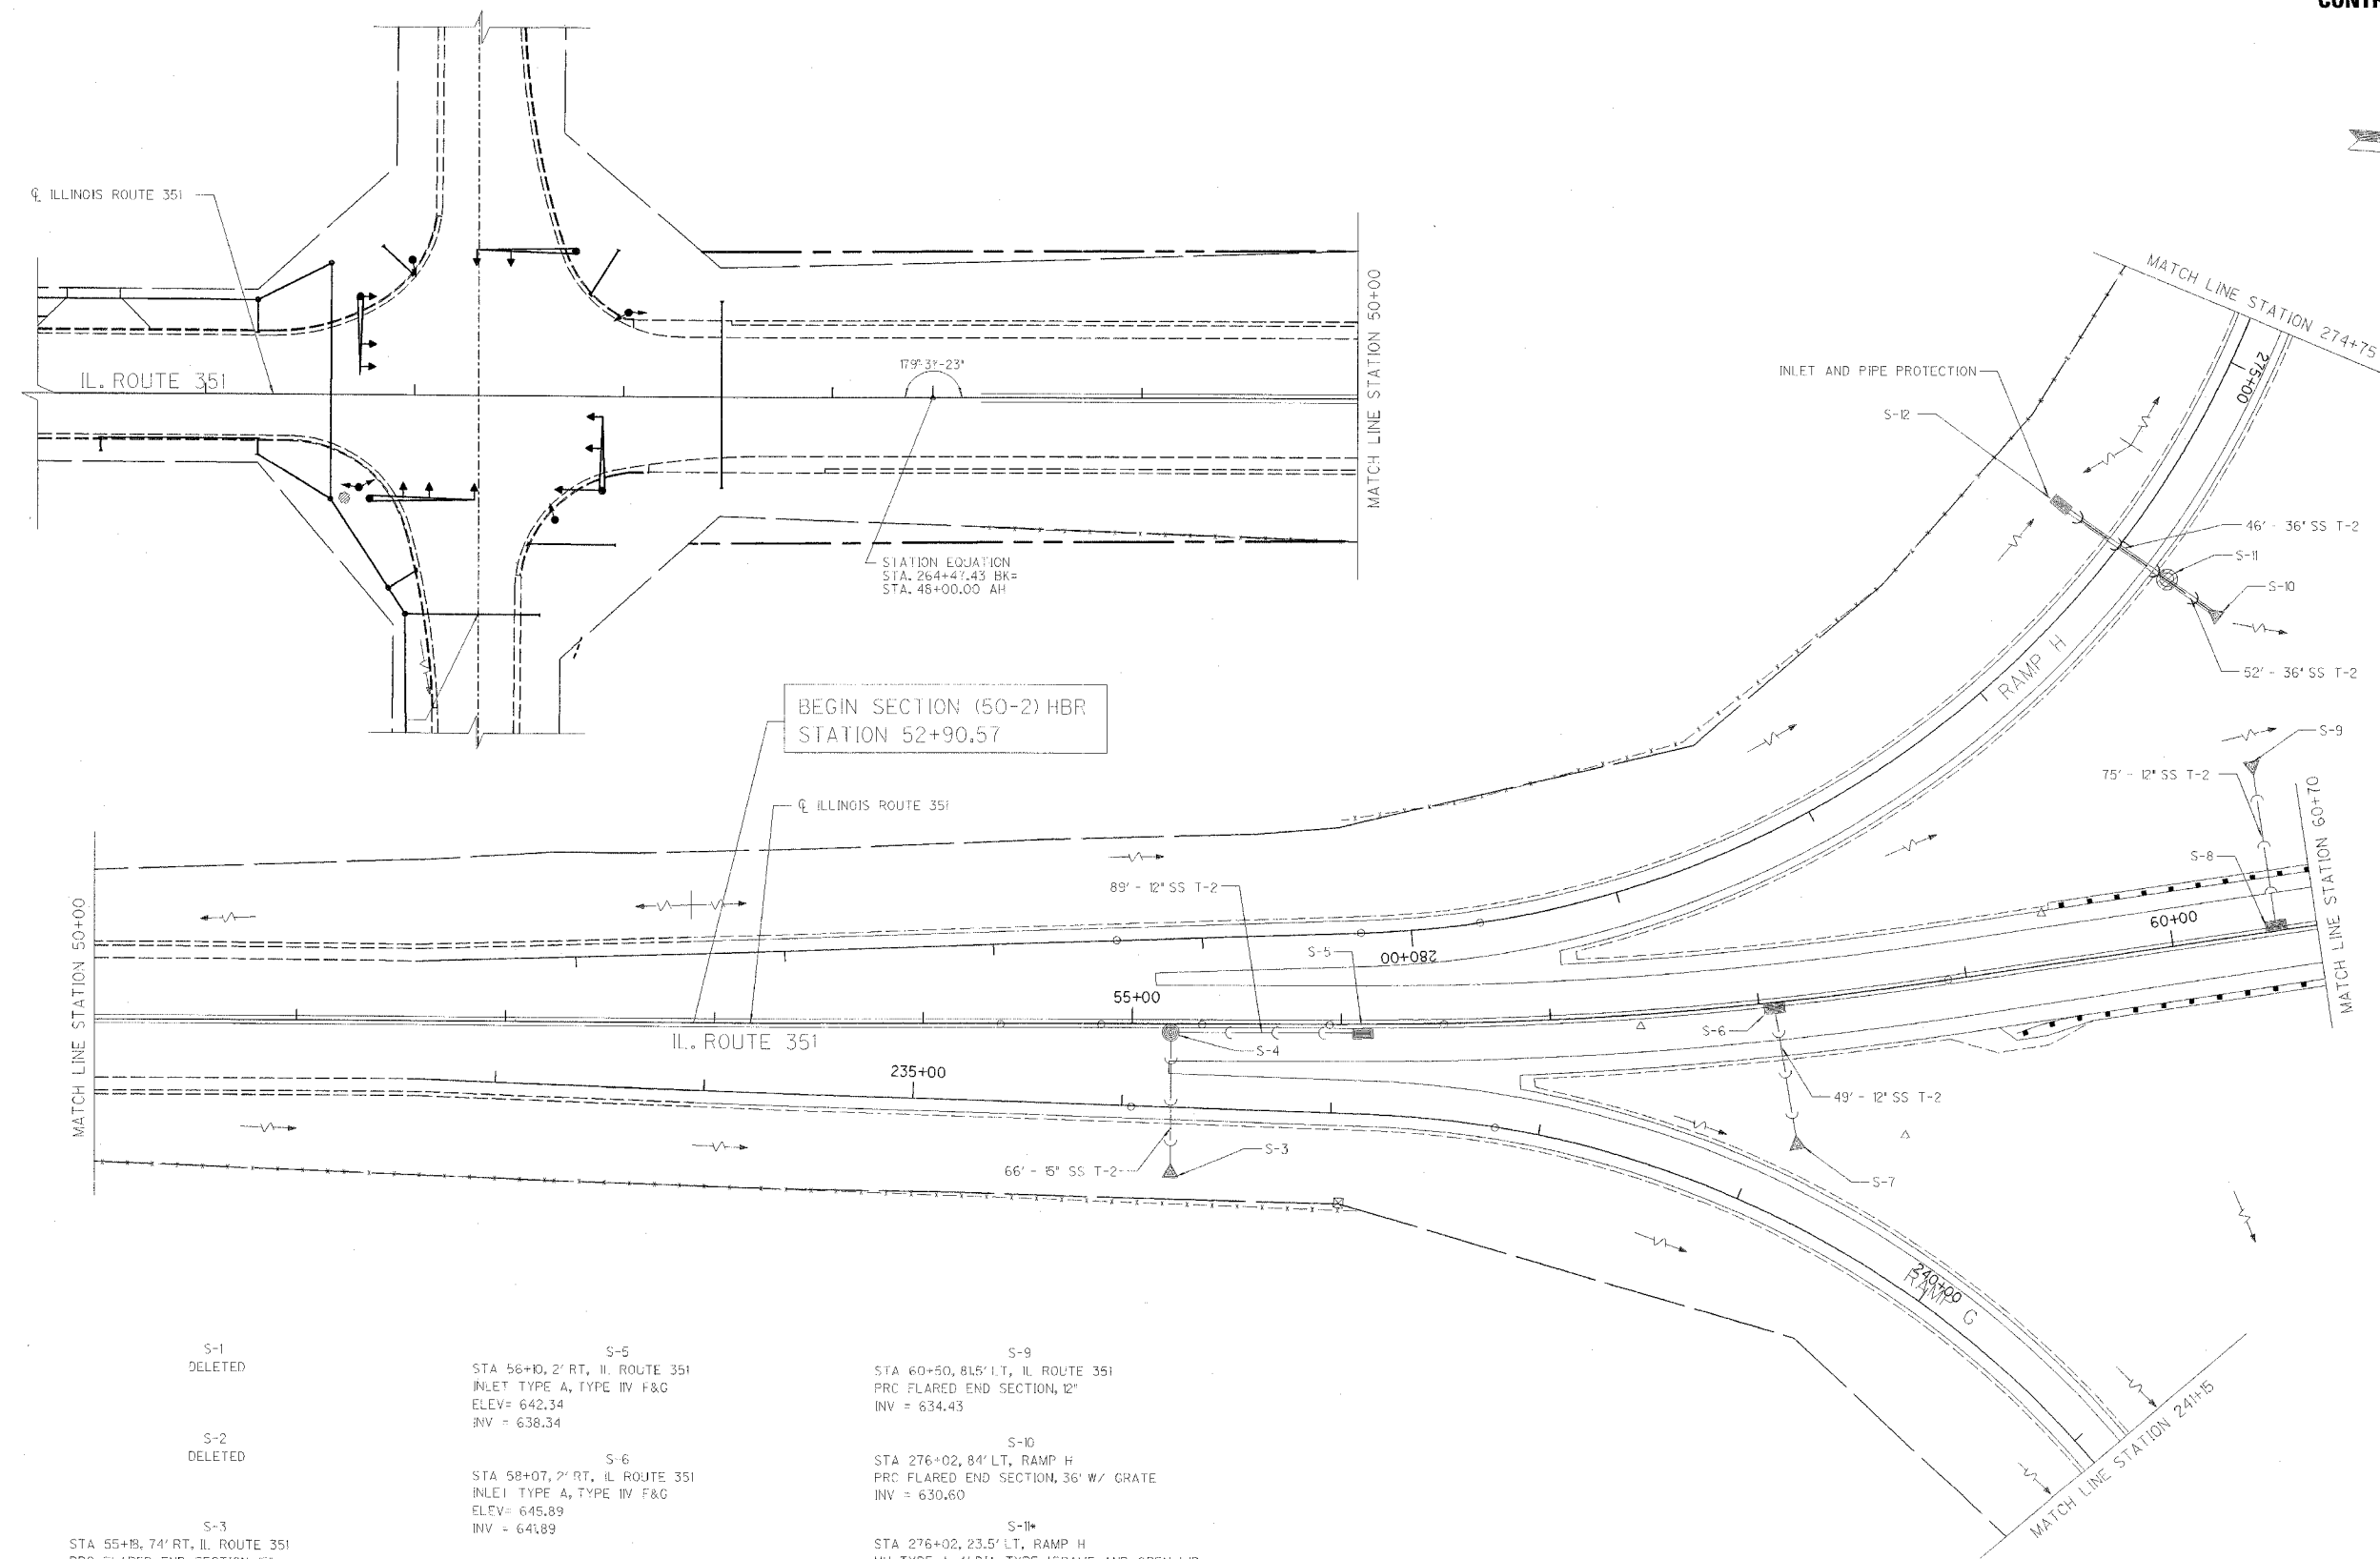 CONTR
℄ ILLINOIS ROUTE 351
IL. ROUTE 351
MATCH LINE STATION 50+00
STATION EQUATION
STA. 264+47.43 BK=
STA. 48+00.00 AH
MATCH LINE STATION 274+75
275+00
INLET AND PIPE PROTECTION
S-12
46' - 36" SS T-2
S-11
S-10
52' - 36" SS T-2
RAMP H
S-9
75' - 12" SS T-2
S-8
MATCH LINE STATION 60+70
60+00
BEGIN SECTION (50-2) HBR
STATION 52+90.57
℄ ILLINOIS ROUTE 351
89' - 12" SS T-2
S-5
280+00
55+00
MATCH LINE STATION 50+00
IL. ROUTE 351
S-4
S-6
235+00
49' - 12" SS T-2
66' - 15" SS T-2
S-3
S-7
240+00
RAMP G
MATCH LINE STATION 241+15
S-1
DELETED
S-2
DELETED
S-3
STA 55+18, 74' RT, IL ROUTE 351
S-5
STA 56+10, 2' RT, IL ROUTE 351
INLET TYPE A, TYPE 11V F&G
ELEV= 642.34
INV = 638.34
S-6
STA 58+07, 2' RT, IL ROUTE 351
INLET TYPE A, TYPE 11V F&G
ELEV= 645.89
INV = 641.89
S-9
STA 60+50, 81.5' LT, IL ROUTE 351
PRC FLARED END SECTION, 12"
INV = 634.43
S-10
STA 276+02, 84' LT, RAMP H
PRC FLARED END SECTION, 36" W/ GRATE
INV = 630.60
S-11*
STA 276+02, 23.5' LT, RAMP H